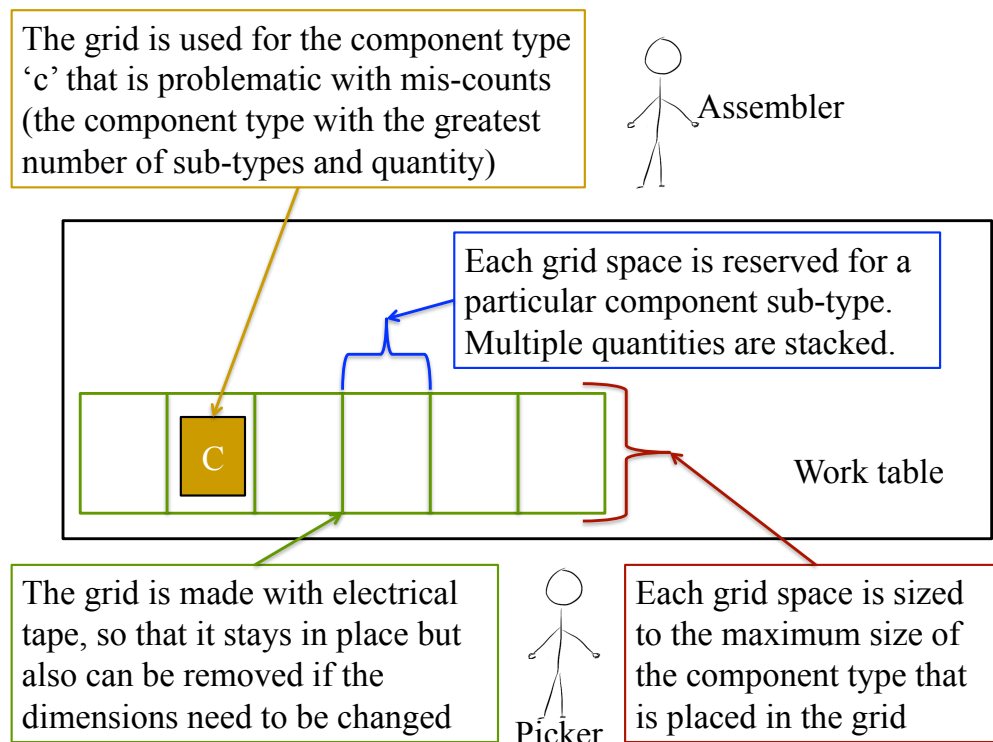 The grid is used for the component type
‘c’ that is problematic with mis-counts
(the component type with the greatest
number of sub-types and quantity)
Assembler
Each grid space is reserved for a
particular component sub-type.
Multiple quantities are stacked.
C
Work table
The grid is made with electrical
tape, so that it stays in place but
also can be removed if the
dimensions need to be changed
Picker
Each grid space is sized
to the maximum size of
the component type that
is placed in the grid